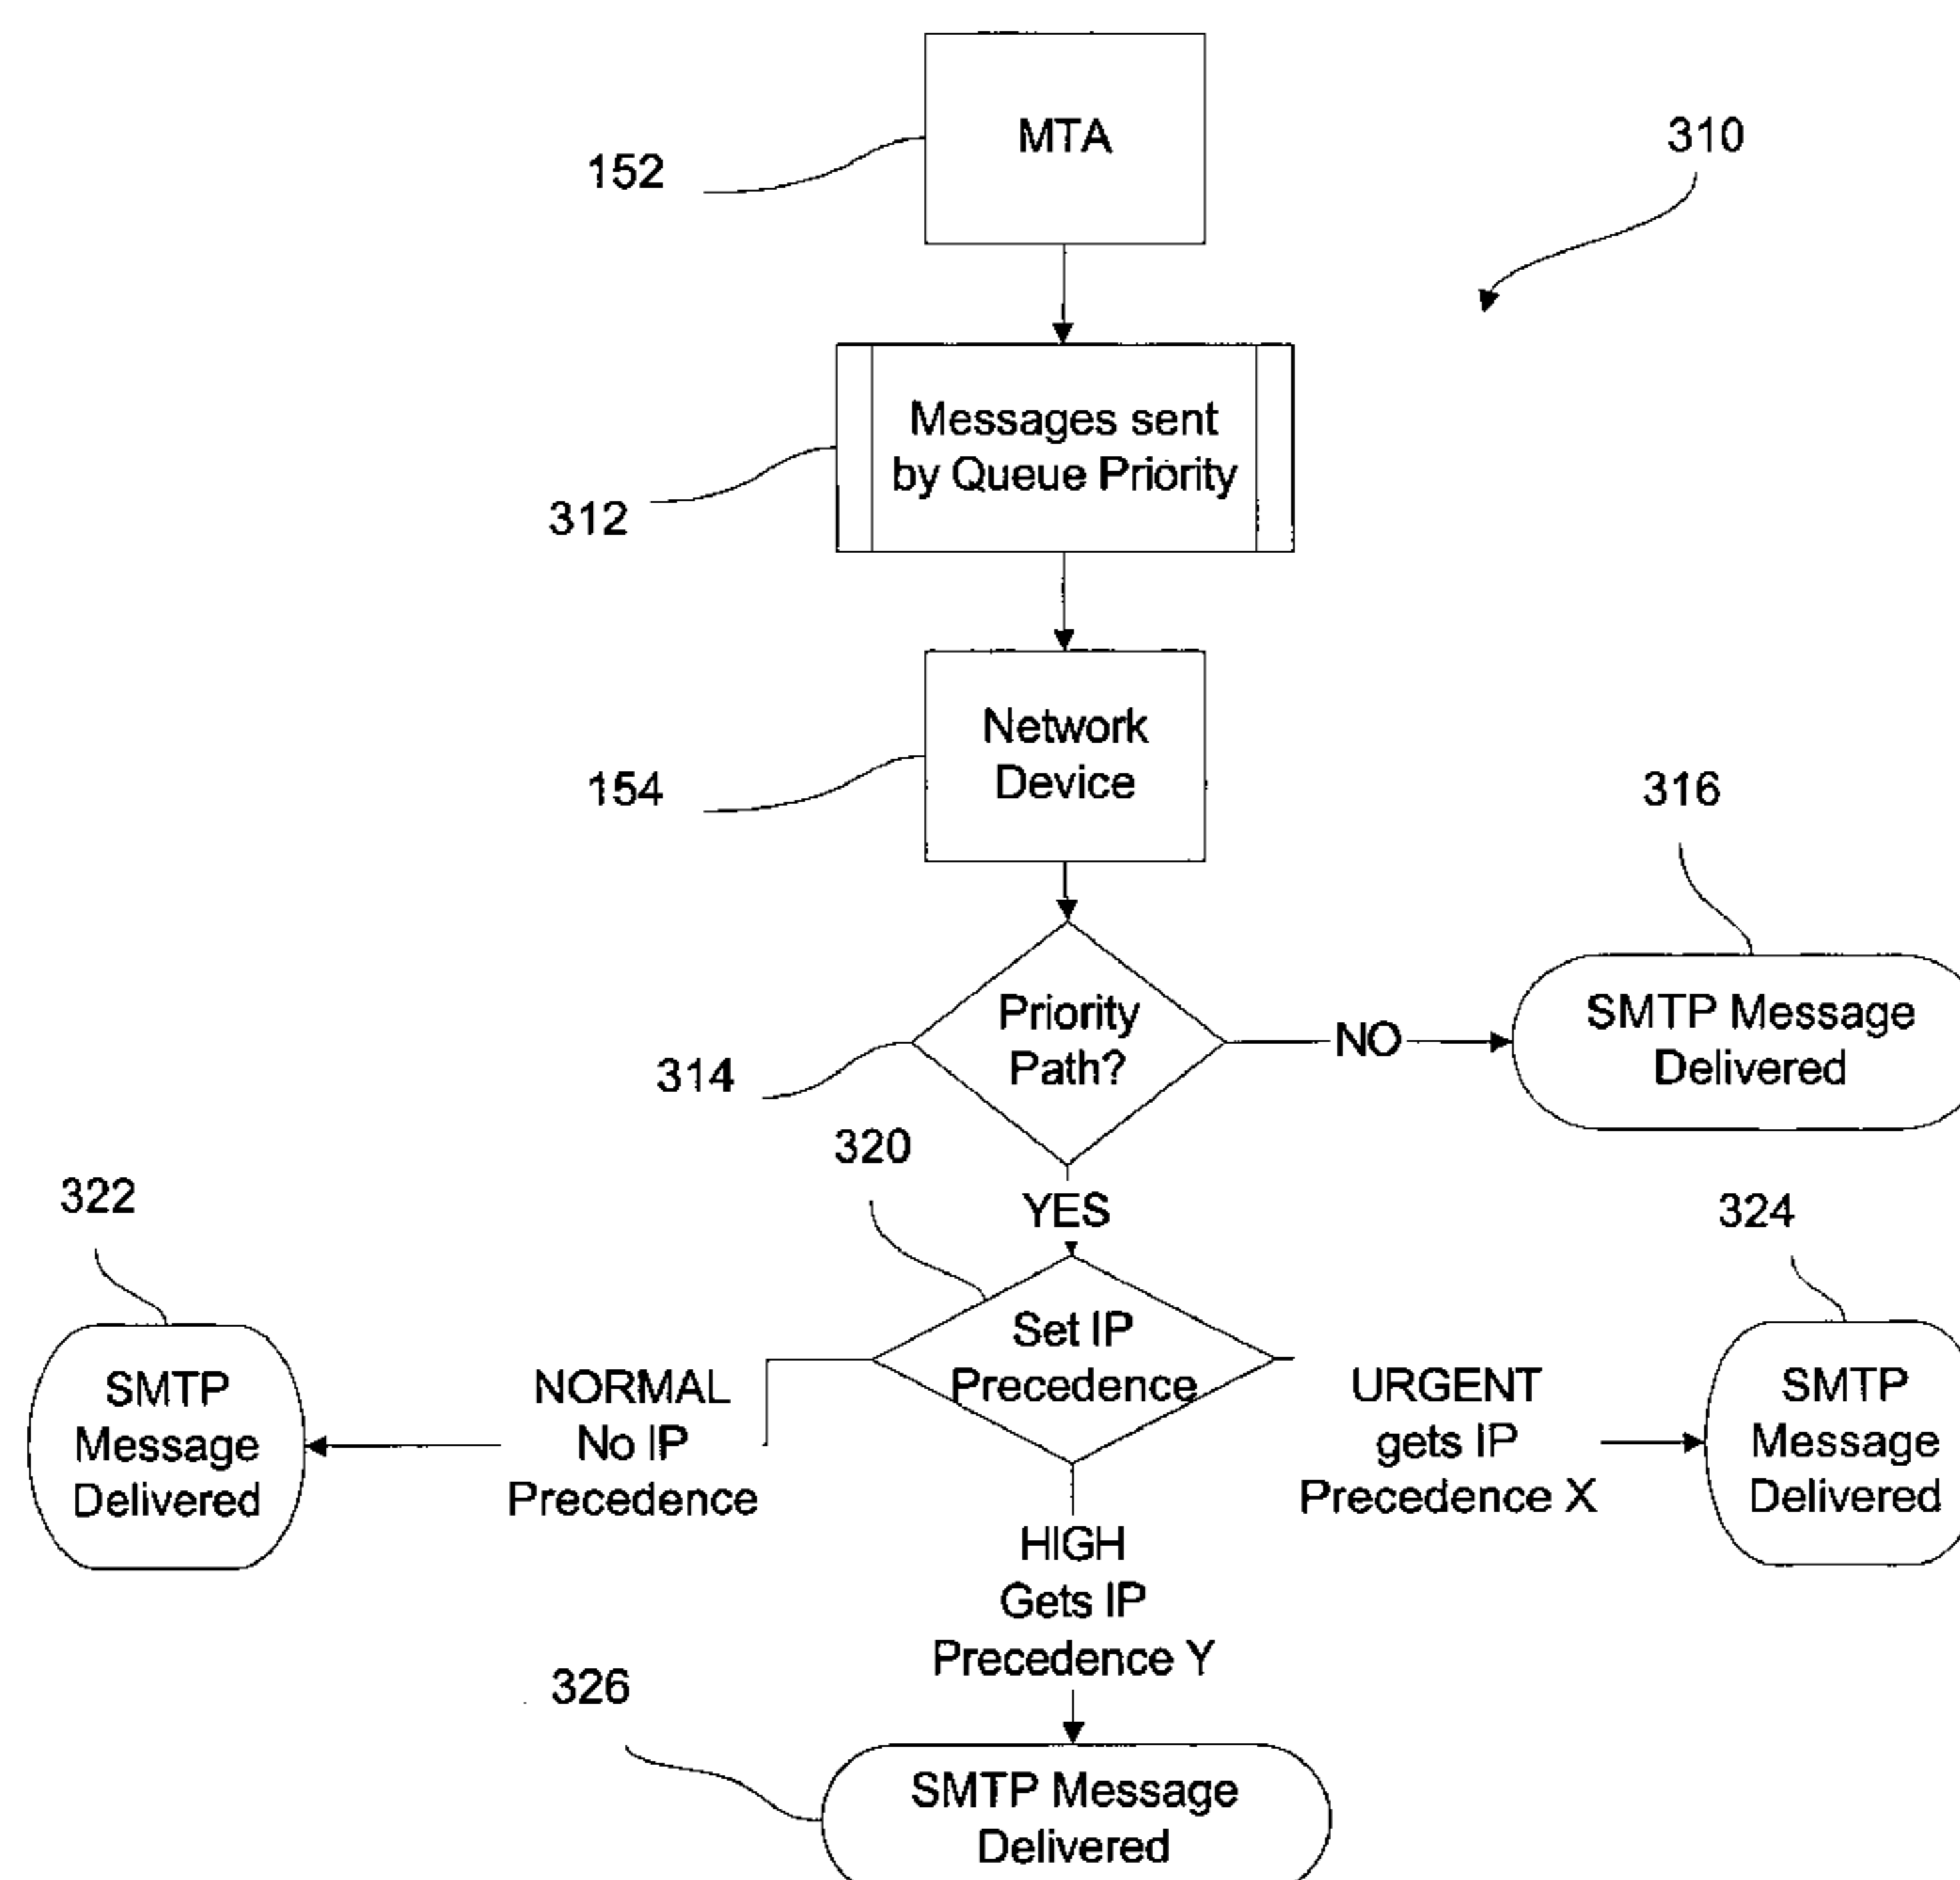 MTA
152
310
Messages sent
by Queue Priority
312
Network
Device
154
316
Priority
Path?
314
NO
SMTP Message
Delivered
320
YES
322
324
Set IP
Precedence
SMTP
Message
Delivered
NORMAL
No IP
Precedence
URGENT
gets IP
Precedence X
SMTP
Message
Delivered
HIGH
Gets IP
Precedence Y
326
SMTP Message
Delivered